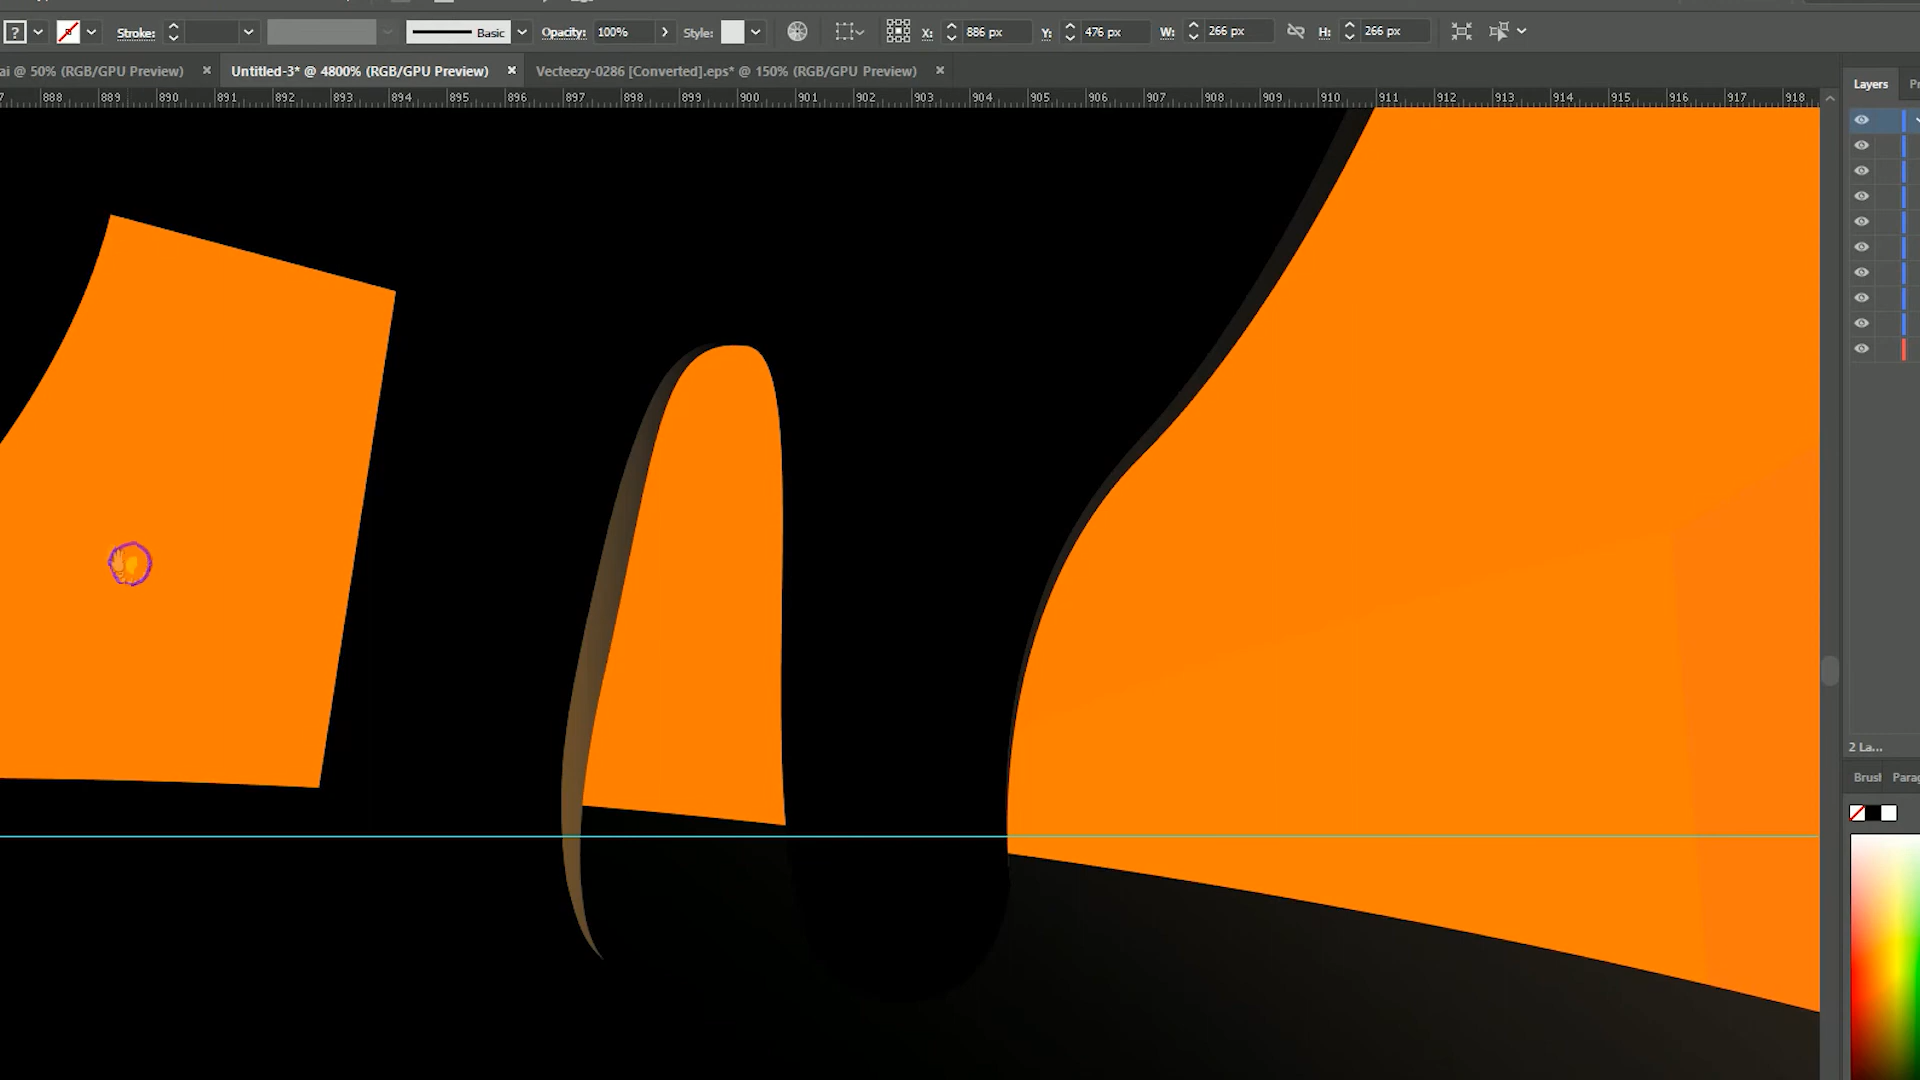 ? Stroke: Basic Opacity: 100% Style: X: 886 px Y: 476 px W: 266 px H: 266 px
ai @ 50% (RGB/GPU Preview) × Untitled-3* @ 4800% (RGB/GPU Preview) × Vecteezy-0286 [Converted].eps* @ 150% (RGB/GPU Preview) ×
Layers
888 889 890 891 892 893 894 895 896 897 898 899 900 901 902 903 904 905 906 907 908 909 910 911 912 913 914 915 916 917 918
2 La...
Brusl Parag